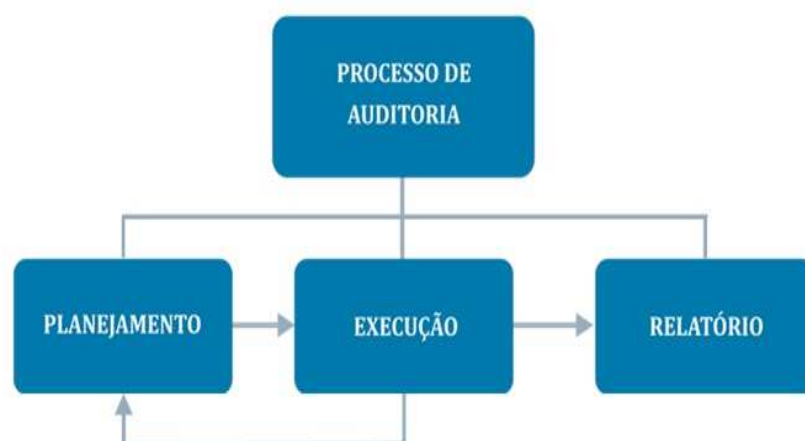 PROCESSO DE
AUDITORIA
PLANEJAMENTO
EXECUÇÃO
RELATÓRIO